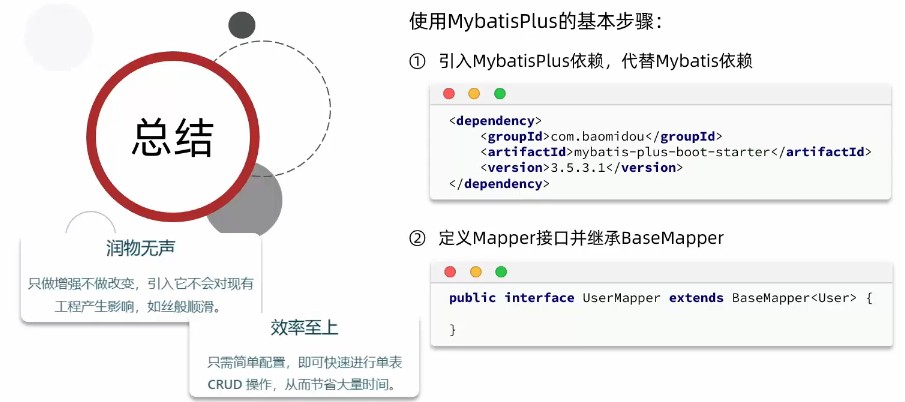 总结
润物无声
只做增强不做改变，引入它不会对现有
工程产生影响，如丝般顺滑。
效率至上
只需简单配置，即可快速进行单表
CRUD 操作，从而节省大量时间。
使用MybatisPlus的基本步骤：
① 引入MybatisPlus依赖，代替Mybatis依赖
<dependency>
    <groupId>com.baomidou</groupId>
    <artifactId>mybatis-plus-boot-starter</artifactId>
    <version>3.5.3.1</version>
</dependency>
② 定义Mapper接口并继承BaseMapper
public interface UserMapper extends BaseMapper<User> {
}